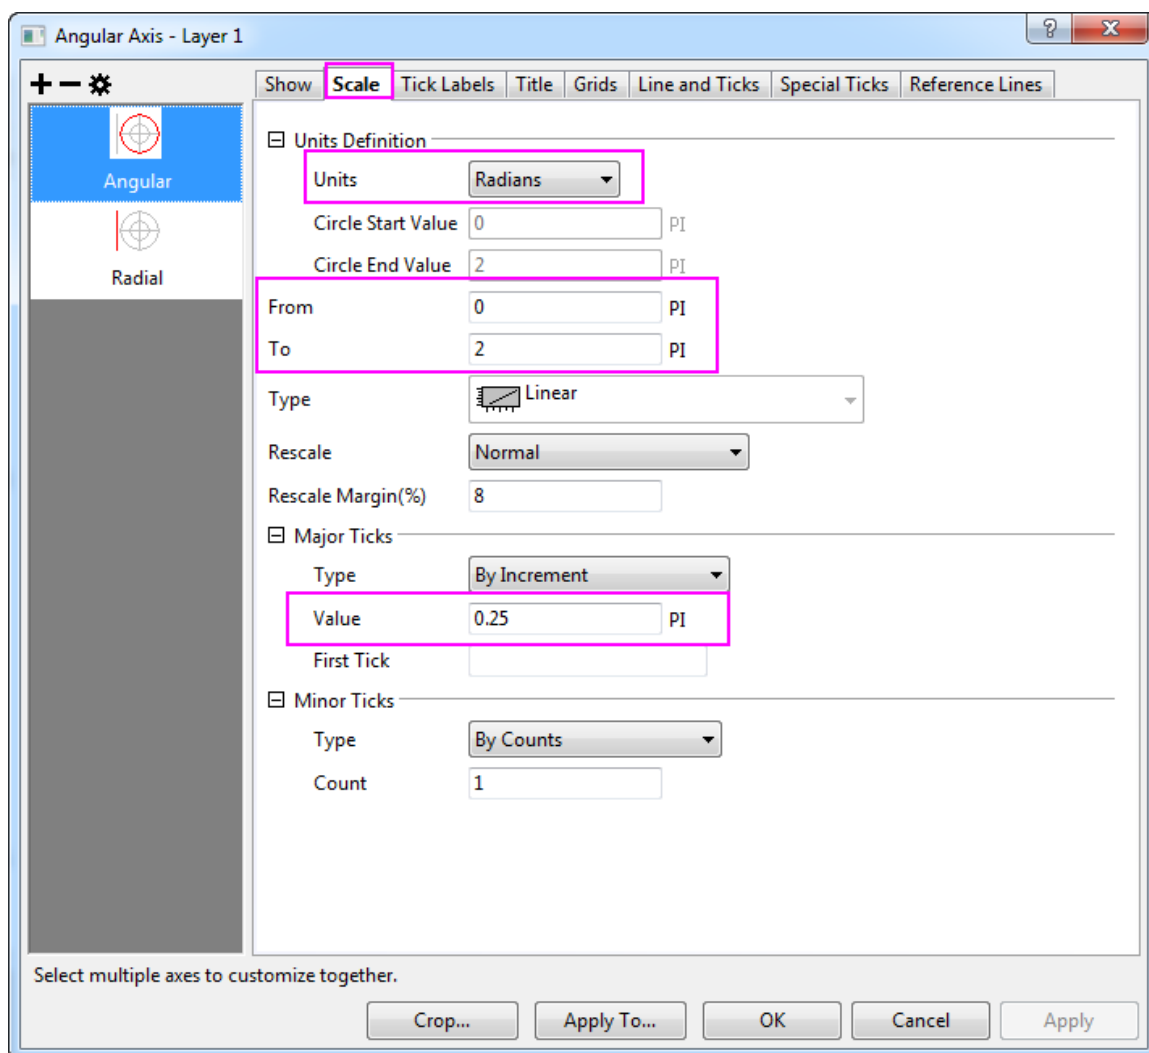 Angular Axis - Layer 1
Show Scale Tick Labels Title Grids Line and Ticks Special Ticks Reference Lines
Angular
Radial
Units Definition
Units Radians
Circle Start Value 0 PI
Circle End Value 2 PI
From 0 PI
To 2 PI
Type Linear
Rescale Normal
Rescale Margin(%) 8
Major Ticks
Type By Increment
Value 0.25 PI
First Tick
Minor Ticks
Type By Counts
Count 1
Select multiple axes to customize together.
Crop... Apply To... OK Cancel Apply